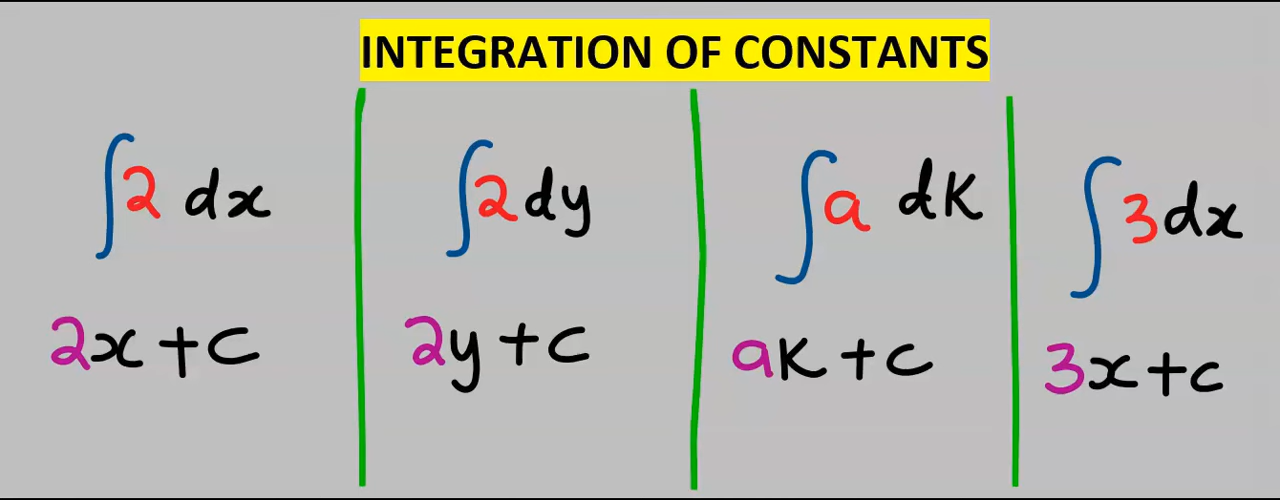 INTEGRATION OF CONSTANTS
∫2 dx
2x + c
∫2 dy
2y + c
∫a dK
aK + c
∫3 dx
3x + c